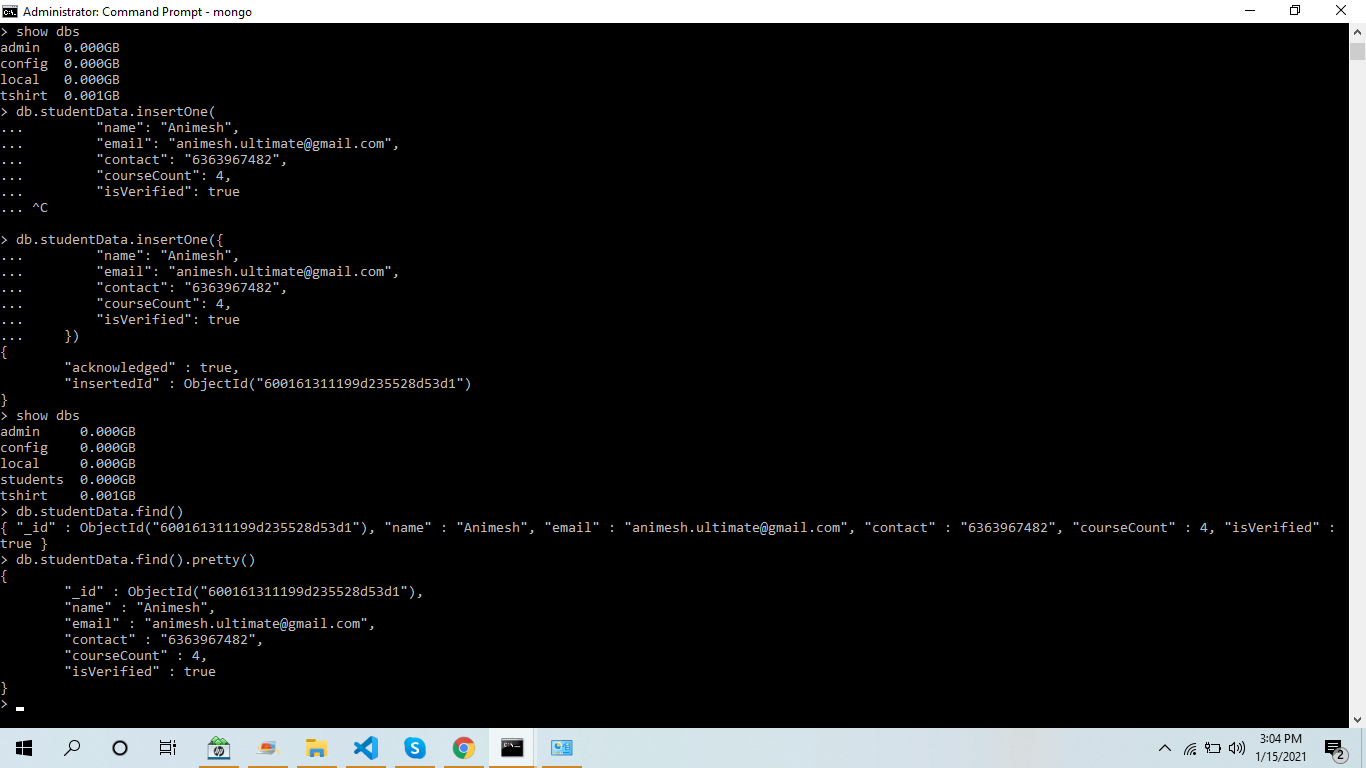 Administrator: Command Prompt - mongo
> show dbs
admin   0.000GB
config  0.000GB
local   0.000GB
tshirt  0.001GB
> db.studentData.insertOne(
...         "name": "Animesh",
...         "email": "animesh.ultimate@gmail.com",
...         "contact": "6363967482",
...         "courseCount": 4,
...         "isVerified": true
... ^C
> db.studentData.insertOne({
...         "name": "Animesh",
...         "email": "animesh.ultimate@gmail.com",
...         "contact": "6363967482",
...         "courseCount": 4,
...         "isVerified": true
...     })
{
        "acknowledged" : true,
        "insertedId" : ObjectId("600161311199d235528d53d1")
}
> show dbs
admin     0.000GB
config    0.000GB
local     0.000GB
students  0.000GB
tshirt    0.001GB
> db.studentData.find()
{ "_id" : ObjectId("600161311199d235528d53d1"), "name" : "Animesh", "email" : "animesh.ultimate@gmail.com", "contact" : "6363967482", "courseCount" : 4, "isVerified" :
true }
> db.studentData.find().pretty()
{
        "_id" : ObjectId("600161311199d235528d53d1"),
        "name" : "Animesh",
        "email" : "animesh.ultimate@gmail.com",
        "contact" : "6363967482",
        "courseCount" : 4,
        "isVerified" : true
}
>
3:04 PM
1/15/2021
2